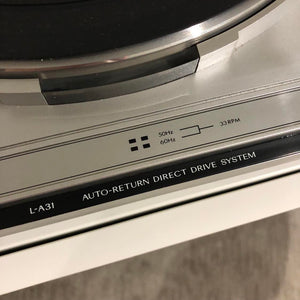 50Hz
60Hz
33RPM
L-A31 AUTO-RETURN DIRECT DRIVE SYSTEM